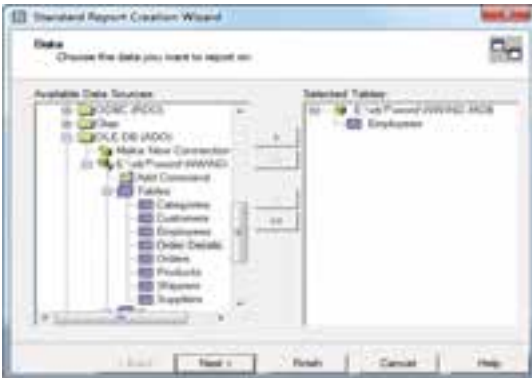 Standard Report Creation Wizard
Data
Choose the data you want to report on.
Available Data Sources:
ODBC (RDO)
Olap
OLE DB (ADO)
Make New Connection
Add Command
Tables
Categories
Customers
Employees
Order Details
Orders
Products
Shippers
Suppliers
>
<<
Selected Tables:
Employees
< Back
Next >
Finish
Cancel
Help